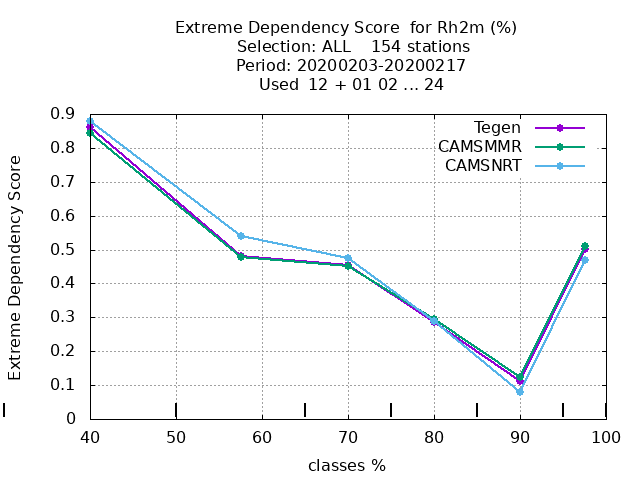 Extreme Dependency Score  for Rh2m (%)
Selection: ALL    154 stations
Period: 20200203-20200217
Used  12 + 01 02 ... 24
Tegen
CAMSMMR
CAMSNRT
Extreme Dependency Score
0.9
0.8
0.7
0.6
0.5
0.4
0.3
0.2
0.1
0
40 50 60 70 80 90 100
classes %